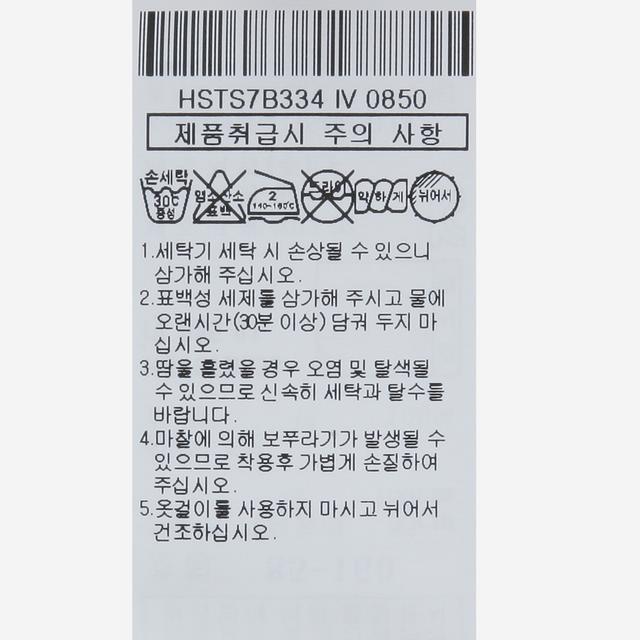 HSTS7B334 IV 0850
제품취급시 주의 사항
손세탁
30℃
중성
염소 산소
표백
2
140-160℃
드라이
약하게
뉘어서
1.세탁기 세탁 시 손상될 수 있으니
삼가해 주십시오.
2.표백성 세제를 삼가해 주시고 물에
오랜시간(30분 이상) 담궈 두지 마
십시오.
3.땀을 흘렸을 경우 오염 및 탈색될
수 있으므로 신속히 세탁과 탈수를
바랍니다.
4.마찰에 의해 보푸라기가 발생될 수
있으므로 착용후 가볍게 손질하여
주십시오.
5.옷걸이를 사용하지 마시고 뉘어서
건조하십시오.